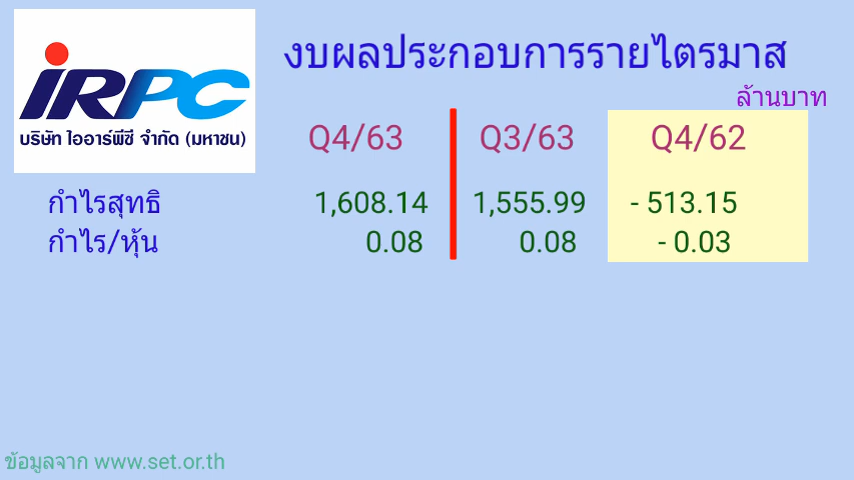 iRPC
บริษัท ไออาร์พีซี จำกัด (มหาชน)
งบผลประกอบการรายไตรมาส
ล้านบาท
Q4/63 Q3/63 Q4/62
กำไรสุทธิ 1,608.14 1,555.99 - 513.15
กำไร/หุ้น 0.08 0.08 - 0.03
ข้อมูลจาก www.set.or.th